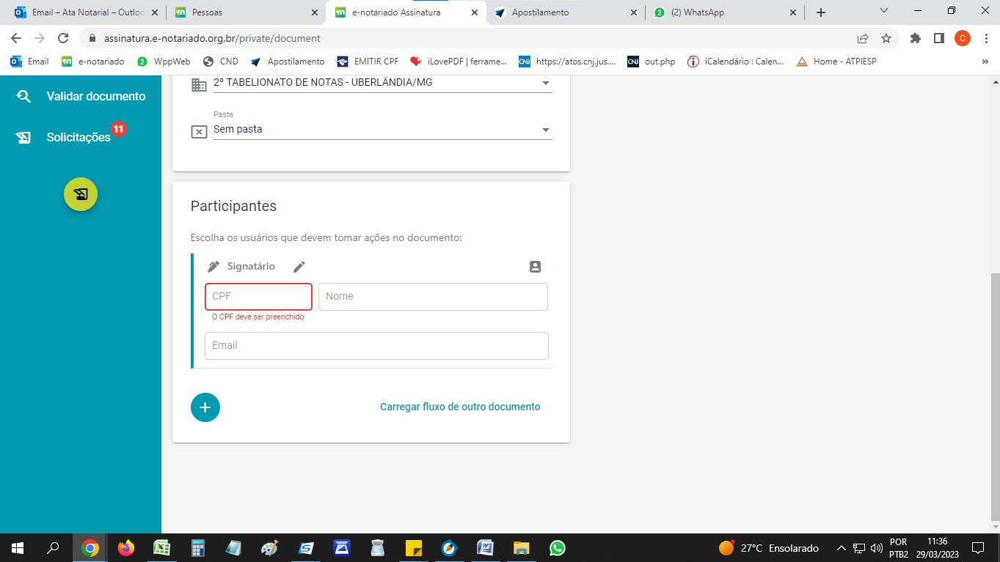 Email – Ata Notarial – Outloo
Pessoas
e-notariado Assinatura
Apostilamento
(2) WhatsApp
assinatura.e-notariado.org.br/private/document
C
Email
e-notariado
WppWeb
CND
Apostilamento
EMITIR CPF
iLovePDF | ferrame...
https://atos.cnj.jus....
out.php
iCalendário : Calen...
Home - ATPIESP
»
Validar documento
Solicitações
11
2º TABELIONATO DE NOTAS - UBERLÂNDIA/MG
Pasta
Sem pasta
Participantes
Escolha os usuários que devem tomar ações no documento:
Signatário
CPF
Nome
O CPF deve ser preenchido
Email
Carregar fluxo de outro documento
27°C Ensolarado
POR
PTB2
11:36
29/03/2023